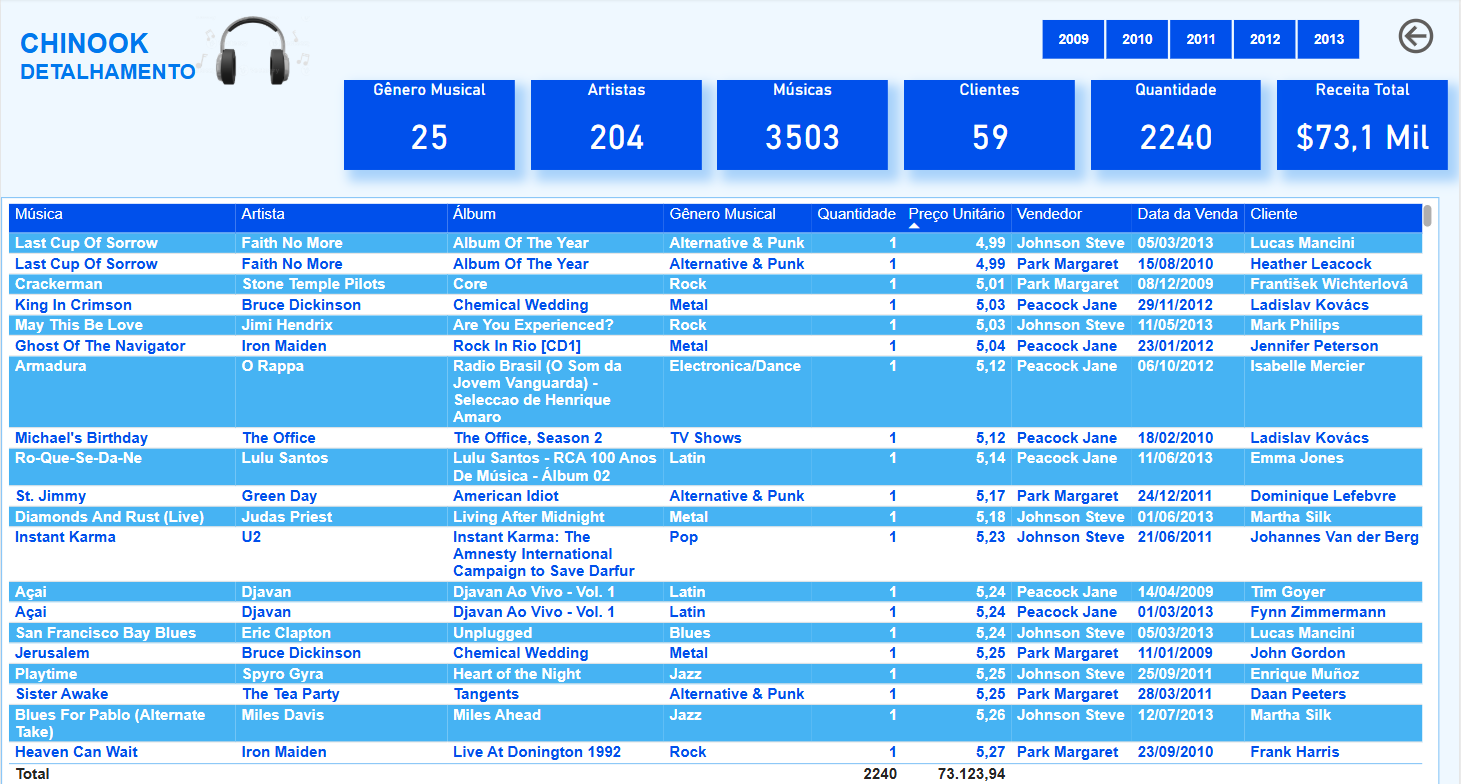 CHINOOK
DETALHAMENTO
2009 2010 2011 2012 2013
Gênero Musical Artistas Músicas Clientes Quantidade Receita Total
25 204 3503 59 2240 $73,1 Mil
Música Artista Álbum Gênero Musical Quantidade Preço Unitário Vendedor Data da Venda Cliente
Last Cup Of Sorrow Faith No More Album Of The Year Alternative & Punk 1 4,99 Johnson Steve 05/03/2013 Lucas Mancini
Last Cup Of Sorrow Faith No More Album Of The Year Alternative & Punk 1 4,99 Park Margaret 15/08/2010 Heather Leacock
Crackerman Stone Temple Pilots Core Rock 1 5,01 Park Margaret 08/12/2009 František Wichterlová
King In Crimson Bruce Dickinson Chemical Wedding Metal 1 5,03 Peacock Jane 29/11/2012 Ladislav Kovács
May This Be Love Jimi Hendrix Are You Experienced? Rock 1 5,03 Johnson Steve 11/05/2013 Mark Philips
Ghost Of The Navigator Iron Maiden Rock In Rio [CD1] Metal 1 5,04 Peacock Jane 23/01/2012 Jennifer Peterson
Armadura O Rappa Radio Brasil (O Som da Electronica/Dance 1 5,12 Peacock Jane 06/10/2012 Isabelle Mercier
Jovem Vanguarda) -
Seleccao de Henrique
Amaro
Michael's Birthday The Office The Office, Season 2 TV Shows 1 5,12 Peacock Jane 18/02/2010 Ladislav Kovács
Ro-Que-Se-Da-Ne Lulu Santos Lulu Santos - RCA 100 Anos Latin 1 5,14 Peacock Jane 11/06/2013 Emma Jones
De Música - Álbum 02
St. Jimmy Green Day American Idiot Alternative & Punk 1 5,17 Park Margaret 24/12/2011 Dominique Lefebvre
Diamonds And Rust (Live) Judas Priest Living After Midnight Metal 1 5,18 Johnson Steve 01/06/2013 Martha Silk
Instant Karma U2 Instant Karma: The Pop 1 5,23 Johnson Steve 21/06/2011 Johannes Van der Berg
Amnesty International
Campaign to Save Darfur
Açai Djavan Djavan Ao Vivo - Vol. 1 Latin 1 5,24 Peacock Jane 14/04/2009 Tim Goyer
Açai Djavan Djavan Ao Vivo - Vol. 1 Latin 1 5,24 Peacock Jane 01/03/2013 Fynn Zimmermann
San Francisco Bay Blues Eric Clapton Unplugged Blues 1 5,24 Johnson Steve 05/03/2013 Lucas Mancini
Jerusalem Bruce Dickinson Chemical Wedding Metal 1 5,25 Park Margaret 11/01/2009 John Gordon
Playtime Spyro Gyra Heart of the Night Jazz 1 5,25 Johnson Steve 25/09/2011 Enrique Muñoz
Sister Awake The Tea Party Tangents Alternative & Punk 1 5,25 Park Margaret 28/03/2011 Daan Peeters
Blues For Pablo (Alternate Miles Davis Miles Ahead Jazz 1 5,26 Johnson Steve 12/07/2013 Martha Silk
Take)
Heaven Can Wait Iron Maiden Live At Donington 1992 Rock 1 5,27 Park Margaret 23/09/2010 Frank Harris
Total 2240 73.123,94